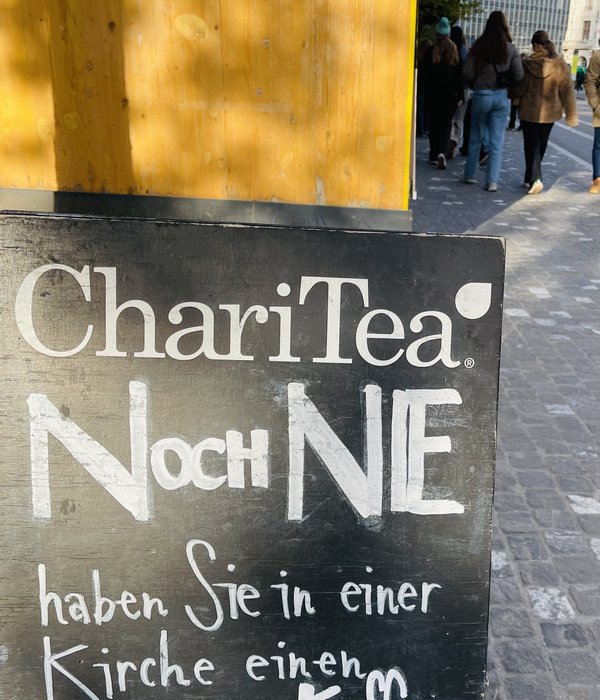 ChariTea®
NOCH NIE
haben Sie in einer
Kirche einen